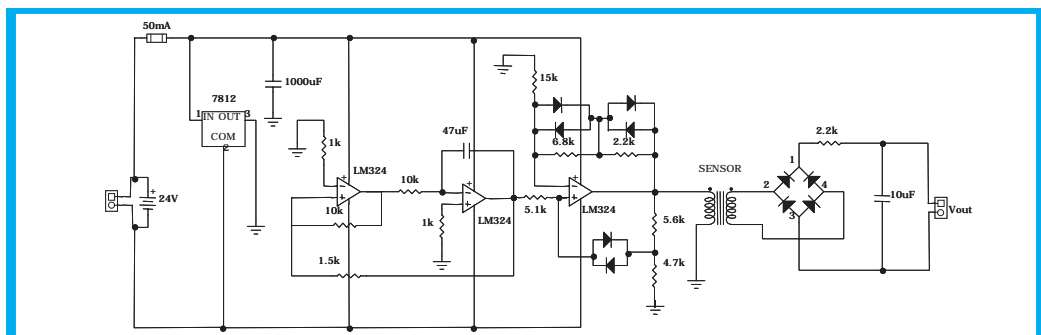 50mA
1000uF
7812
1 IN OUT 3
COM
2
24V
+
1k
LM324
10k
10k
1.5k
47uF
1k
LM324
15k
6.8k
2.2k
5.1k
LM324
5.6k
4.7k
SENSOR
2.2k
1
2
4
3
10uF
Vout